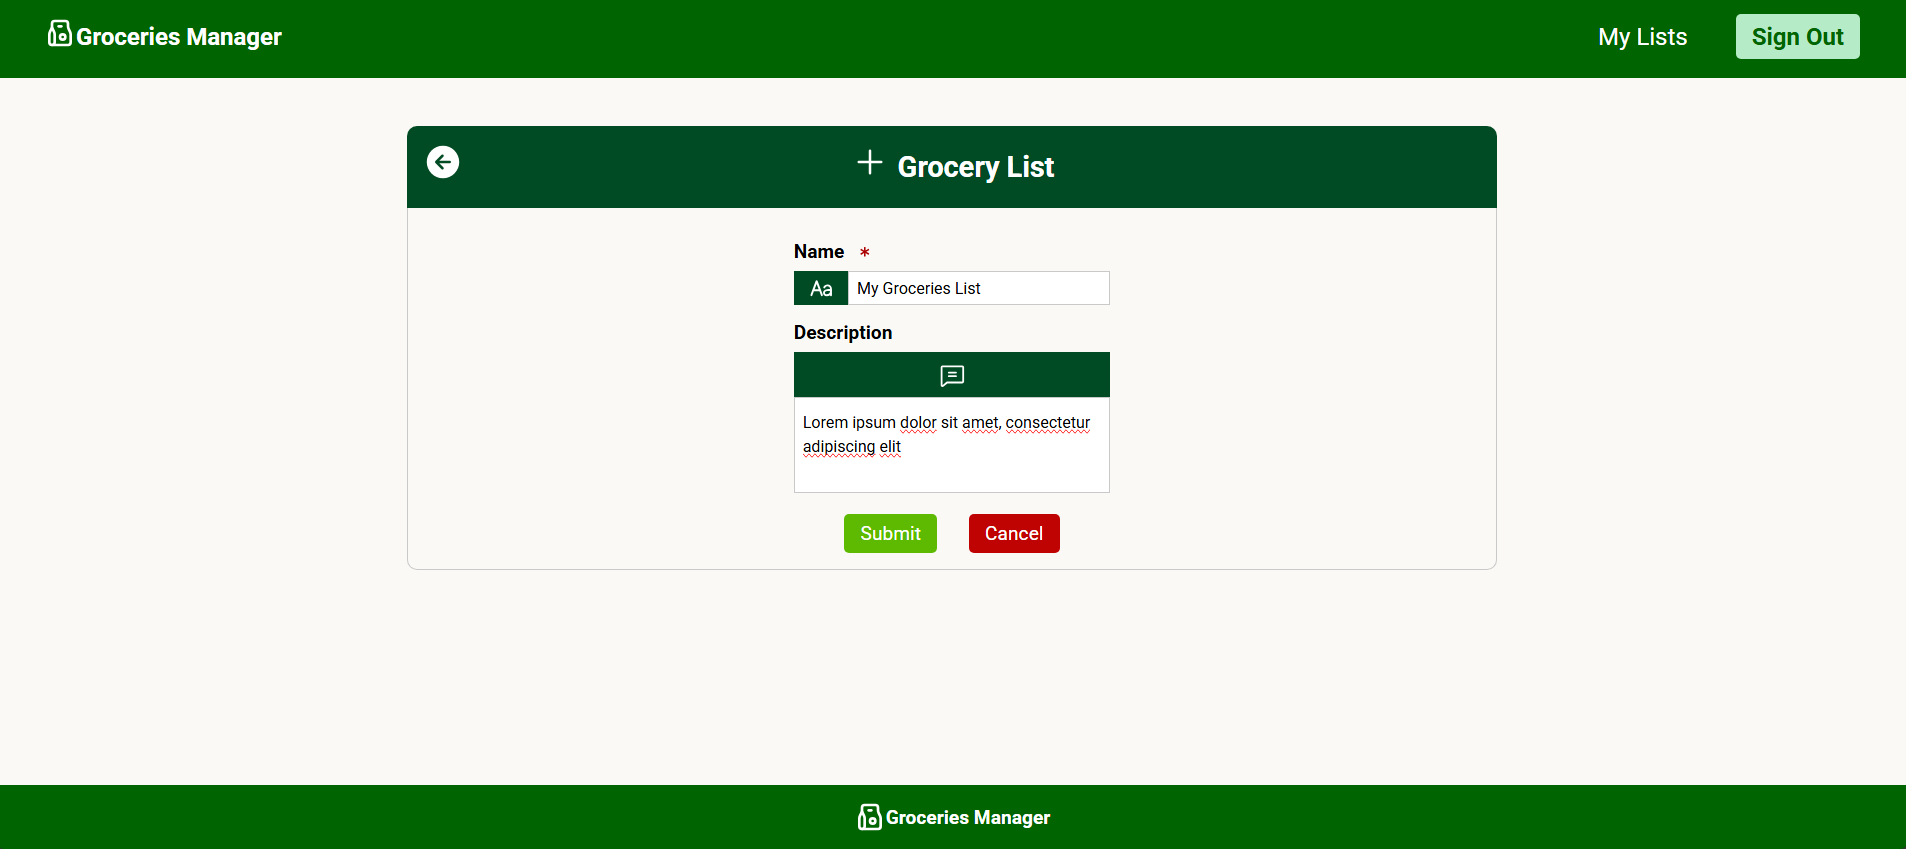 Groceries Manager
My Lists
Sign Out
Grocery List
Name *
Aa
My Groceries List
Description
Lorem ipsum dolor sit amet, consectetur
adipiscing elit
Submit
Cancel
Groceries Manager